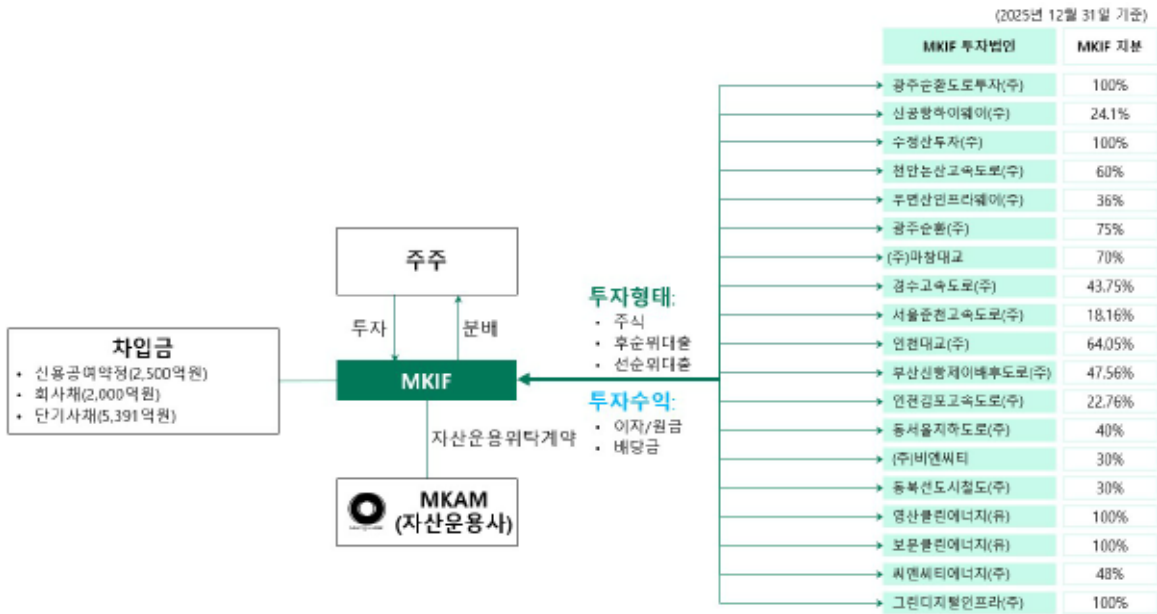 (2025년 12월 31일 기준)
MKIF 투자법인 MKIF 지분
광주순환도로투자(주) 100%
신공항하이웨이(주) 24.1%
수정산투자(주) 100%
천안논산고속도로(주) 60%
우면산인프라웨이(주) 36%
광주순환(주) 75%
(주)마창대교 70%
경수고속도로(주) 43.75%
서울춘천고속도로(주) 18.16%
인천대교(주) 64.05%
부산신항제이배후도로(주) 47.56%
인천김포고속도로(주) 22.76%
동서울지하도로(주) 40%
(주)비엔씨티 30%
동북선도시철도(주) 30%
영산클린에너지(유) 100%
보문클린에너지(유) 100%
씨엔씨티에너지(주) 48%
그린디지털인프라(주) 100%
주주
투자
분배
차입금
• 신용공여약정(2,500억원)
• 회사채(2,000억원)
• 단기사채(5,391억원)
MKIF
자산운용위탁계약
MKAM
(자산운용사)
투자형태:
• 주식
• 후순위대출
• 선순위대출
투자수익:
• 이자/원금
• 배당금